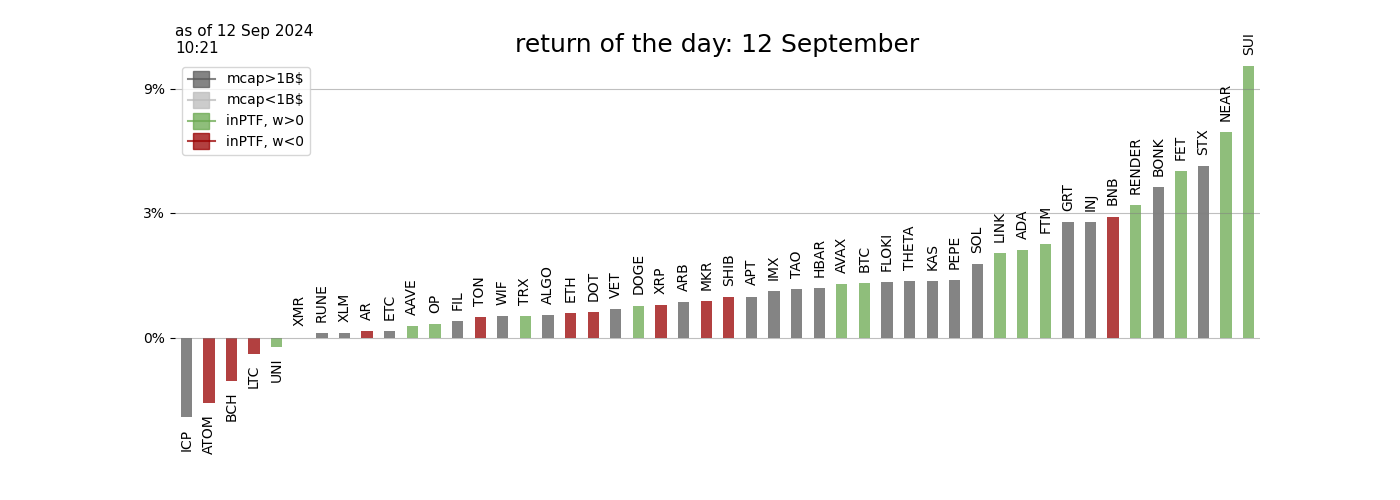 as of 12 Sep 2024
10:21
return of the day: 12 September
mcap>1B$
mcap<1B$
inPTF, w>0
inPTF, w<0
9%
3%
0%
ICP
ATOM
BCH
LTC
UNI
XMR
RUNE
XLM
AR
ETC
AAVE
OP
FIL
TON
WIF
TRX
ALGO
ETH
DOT
VET
DOGE
XRP
ARB
MKR
SHIB
APT
IMX
TAO
HBAR
AVAX
BTC
FLOKI
THETA
KAS
PEPE
SOL
LINK
ADA
FTM
GRT
INJ
BNB
RENDER
BONK
FET
STX
NEAR
SUI